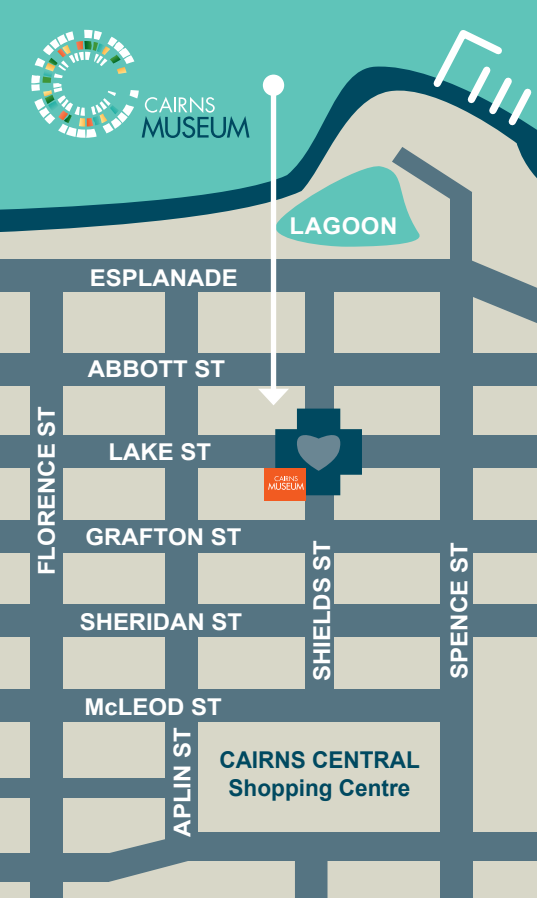 CAIRNS
MUSEUM
LAGOON
ESPLANADE
ABBOTT ST
LAKE ST
FLORENCE ST
CAIRNS
MUSEUM
GRAFTON ST
SHIELDS ST
SPENCE ST
SHERIDAN ST
McLEOD ST
APLIN ST
CAIRNS CENTRAL
Shopping Centre